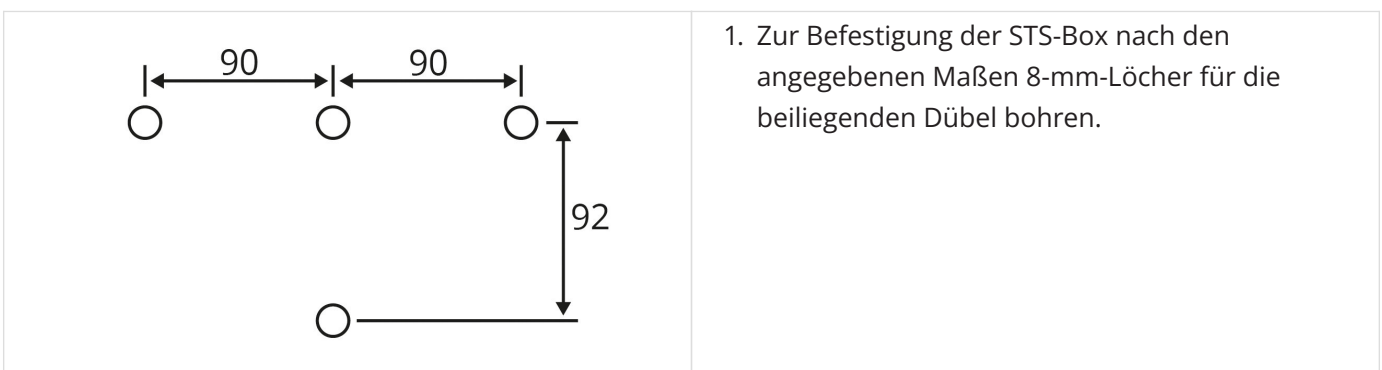 90 90
92
1. Zur Befestigung der STS-Box nach den
angegebenen Maßen 8-mm-Löcher für die
beiliegenden Dübel bohren.